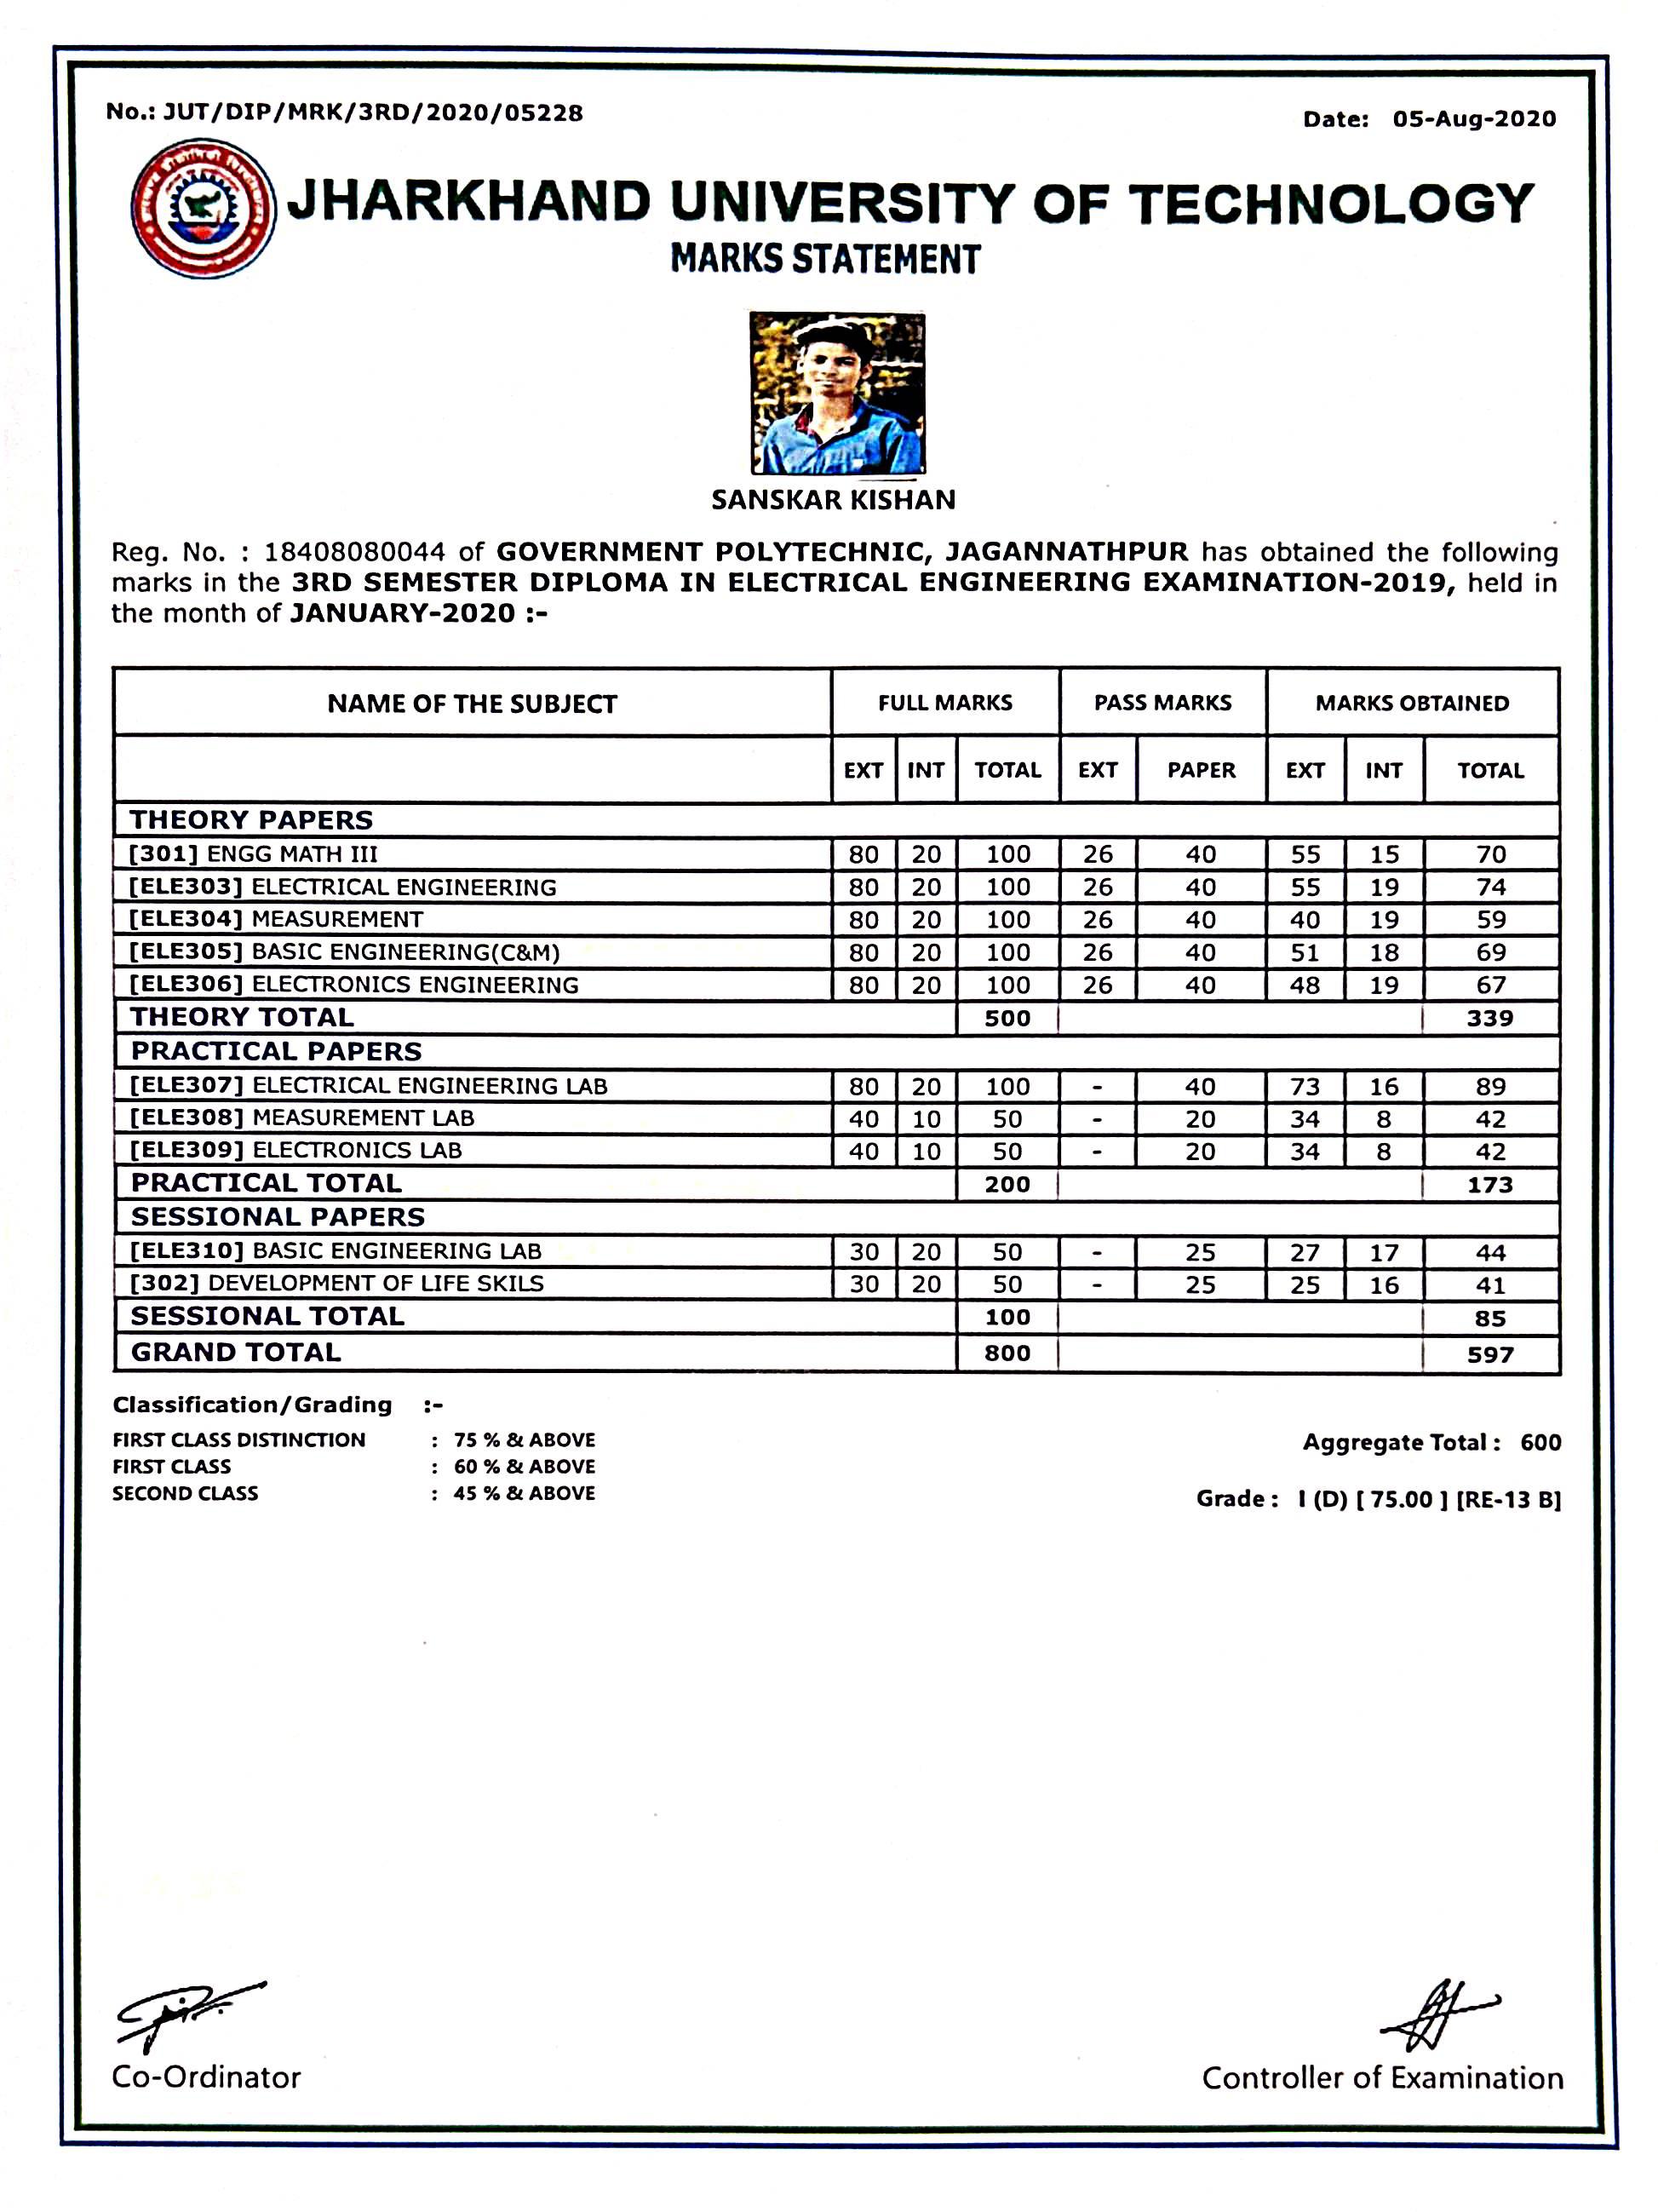 No.: JUT/DIP/MRK/3RD/2020/05228 Date: 05-Aug-2020
JHARKHAND UNIVERSITY OF TECHNOLOGY
MARKS STATEMENT
SANSKAR KISHAN
Reg. No. : 18408080044 of GOVERNMENT POLYTECHNIC, JAGANNATHPUR has obtained the following
marks in the 3RD SEMESTER DIPLOMA IN ELECTRICAL ENGINEERING EXAMINATION-2019, held in
the month of JANUARY-2020 :-
NAME OF THE SUBJECT FULL MARKS PASS MARKS MARKS OBTAINED
EXT INT TOTAL EXT PAPER EXT INT TOTAL
THEORY PAPERS
[301] ENGG MATH III 80 20 100 26 40 55 15 70
[ELE303] ELECTRICAL ENGINEERING 80 20 100 26 40 55 19 74
[ELE304] MEASUREMENT 80 20 100 26 40 40 19 59
[ELE305] BASIC ENGINEERING(C&M) 80 20 100 26 40 51 18 69
[ELE306] ELECTRONICS ENGINEERING 80 20 100 26 40 48 19 67
THEORY TOTAL 500 339
PRACTICAL PAPERS
[ELE307] ELECTRICAL ENGINEERING LAB 80 20 100 - 40 73 16 89
[ELE308] MEASUREMENT LAB 40 10 50 - 20 34 8 42
[ELE309] ELECTRONICS LAB 40 10 50 - 20 34 8 42
PRACTICAL TOTAL 200 173
SESSIONAL PAPERS
[ELE310] BASIC ENGINEERING LAB 30 20 50 - 25 27 17 44
[302] DEVELOPMENT OF LIFE SKILS 30 20 50 - 25 25 16 41
SESSIONAL TOTAL 100 85
GRAND TOTAL 800 597
Classification/Grading :-
FIRST CLASS DISTINCTION : 75 % & ABOVE
FIRST CLASS : 60 % & ABOVE
SECOND CLASS : 45 % & ABOVE
Aggregate Total : 600
Grade : I (D) [ 75.00 ] [RE-13 B]
Co-Ordinator Controller of Examination